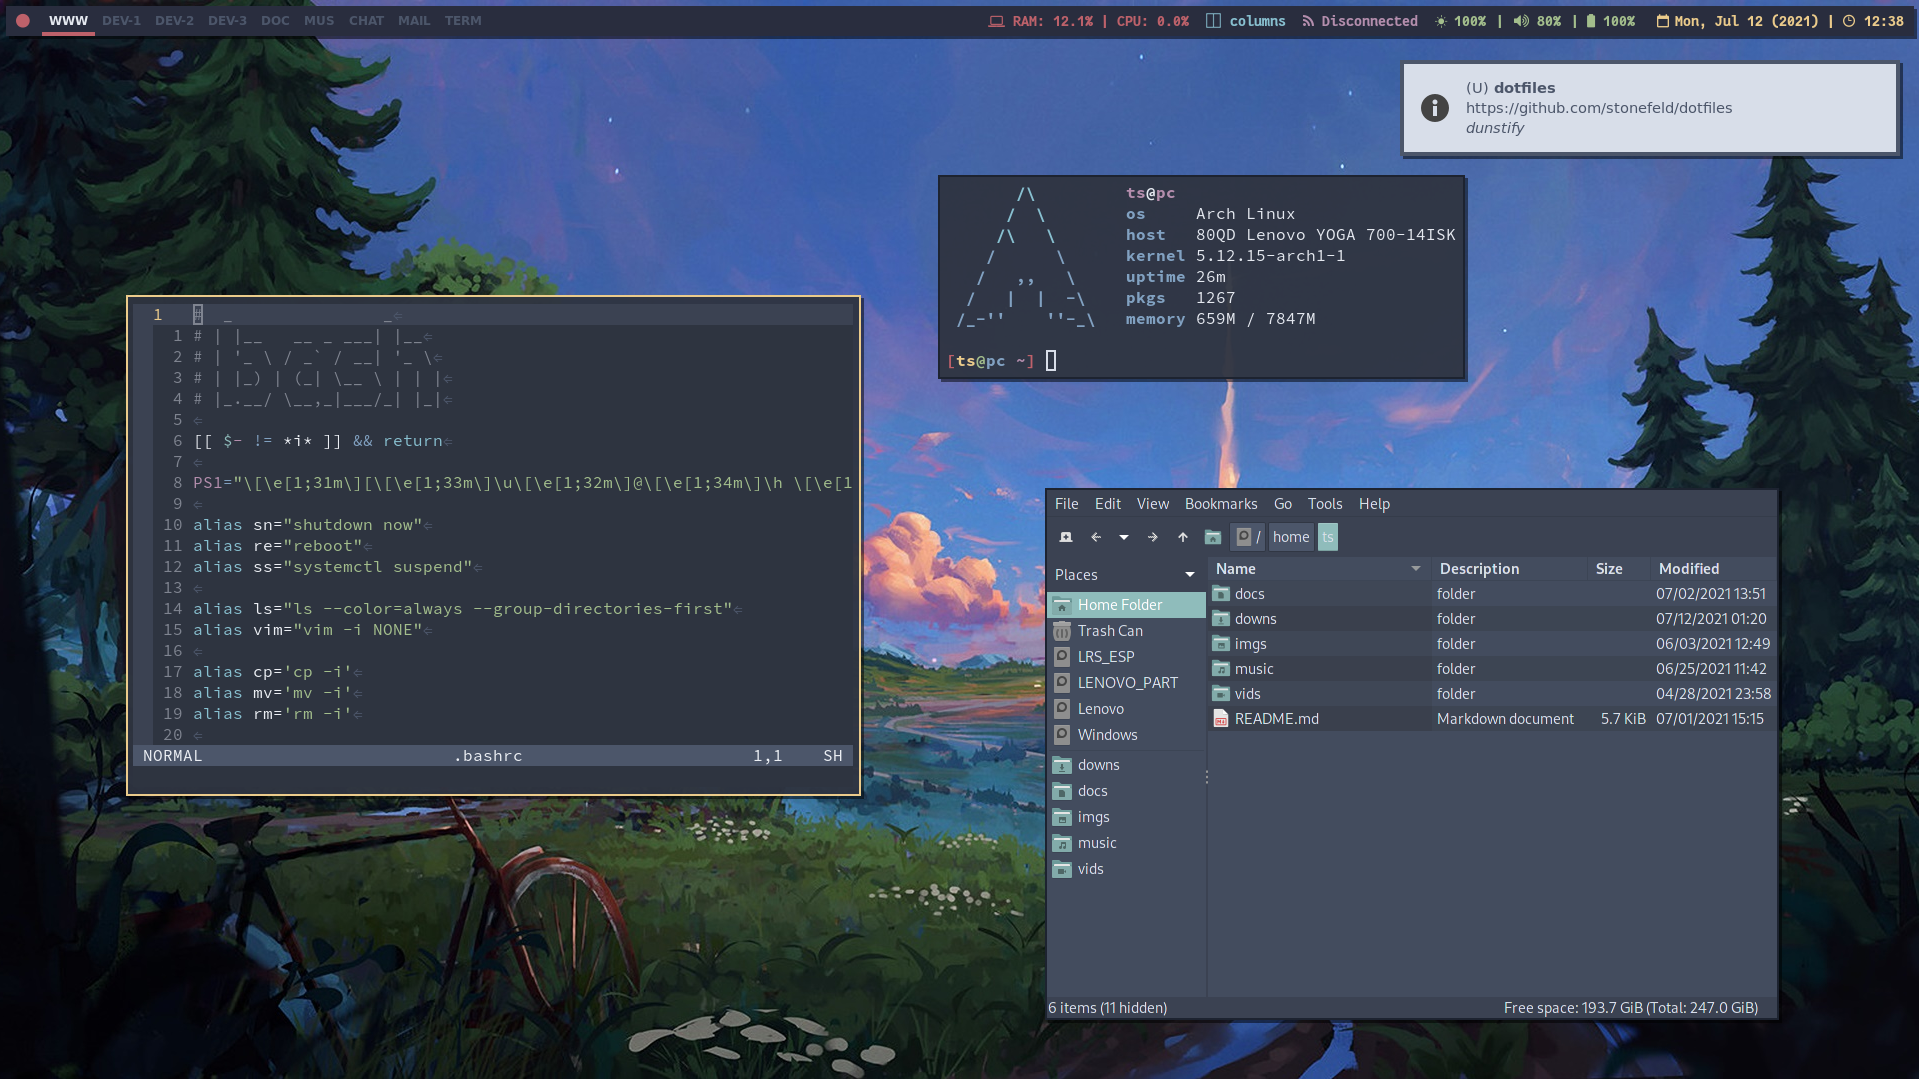 WWW DEV-1 DEV-2 DEV-3 DOC MUS CHAT MAIL TERM
RAM: 12.1% | CPU: 0.0% columns Disconnected 100% | 80% | 100% Mon, Jul 12 (2021) | 12:38
(U) dotfiles
https://github.com/stonefeld/dotfiles
dunstify
/\ ts@pc
/ \ os Arch Linux
/\ \ host 80QD Lenovo YOGA 700-14ISK
/ \ kernel 5.12.15-arch1-1
/ ,, \ uptime 26m
/ | | -\ pkgs 1267
/_-'' ''-_\ memory 659M / 7847M
[ts@pc ~]
1 # _ _
1 # | |__ __ _ ___| |__
2 # | '_ \ / _` / __| '_ \
3 # | |_) | (_| \__ \ | | |
4 # |_.__/ \__,_|___/_| |_|
5
6 [[ $- != *i* ]] && return
7
8 PS1="\[\e[1;31m\][\[\e[1;33m\]\u\[\e[1;32m\]@\[\e[1;34m\]\h \[\e[1
9
10 alias sn="shutdown now"
11 alias re="reboot"
12 alias ss="systemctl suspend"
13
14 alias ls="ls --color=always --group-directories-first"
15 alias vim="vim -i NONE"
16
17 alias cp='cp -i'
18 alias mv='mv -i'
19 alias rm='rm -i'
20
NORMAL .bashrc 1,1 SH
File Edit View Bookmarks Go Tools Help
/ home ts
Places
Home Folder
Trash Can
LRS_ESP
LENOVO_PART
Lenovo
Windows
downs
docs
imgs
music
vids
Name Description Size Modified
docs folder 07/02/2021 13:51
downs folder 07/12/2021 01:20
imgs folder 06/03/2021 12:49
music folder 06/25/2021 11:42
vids folder 04/28/2021 23:58
README.md Markdown document 5.7 KiB 07/01/2021 15:15
6 items (11 hidden) Free space: 193.7 GiB (Total: 247.0 GiB)